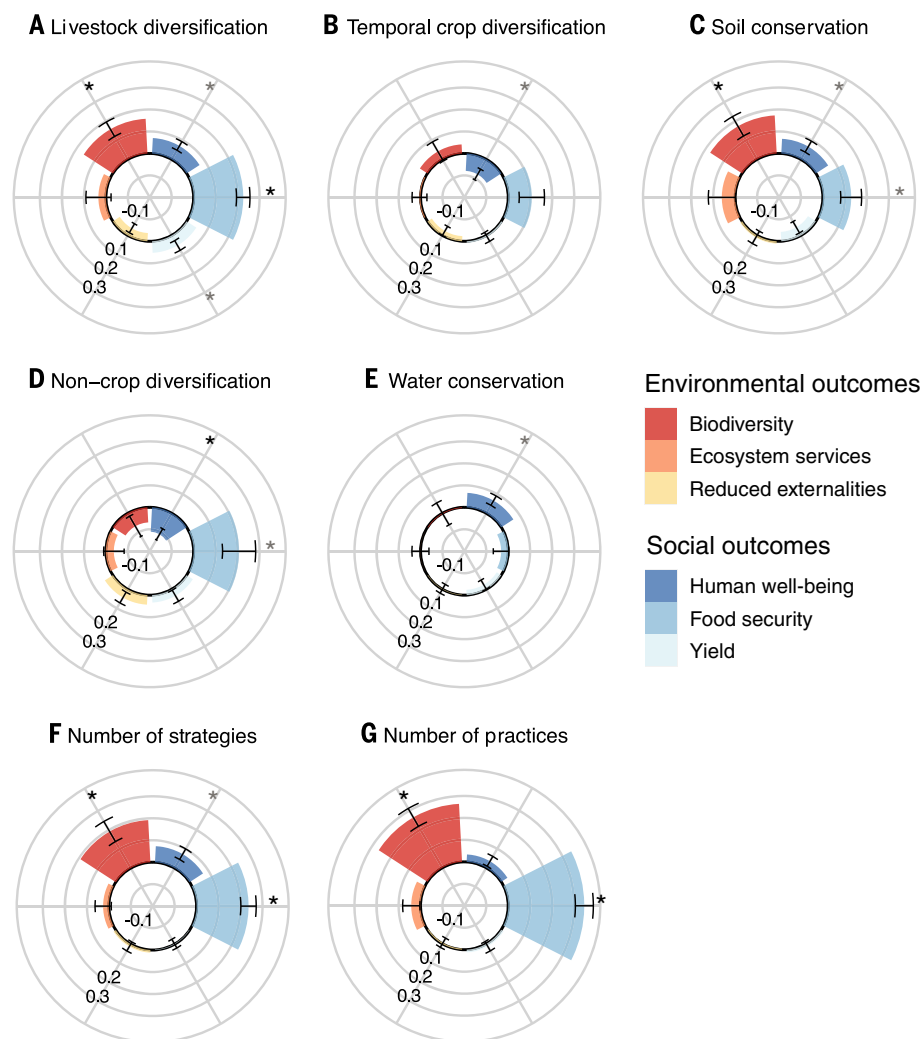 A Livestock diversification
B Temporal crop diversification
C Soil conservation
* * * * *
* *
-0.1 -0.1 -0.1
0.1
0.2 0.2 0.2
0.3 0.3 0.3
*
D Non–crop diversification
E Water conservation
* *
*
-0.1 -0.1
0.1
0.2 0.2
0.3 0.3
Environmental outcomes
Biodiversity
Ecosystem services
Reduced externalities
Social outcomes
Human well-being
Food security
Yield
F Number of strategies
G Number of practices
* * *
* *
-0.1 -0.1
0.1
0.2 0.2
0.3 0.3